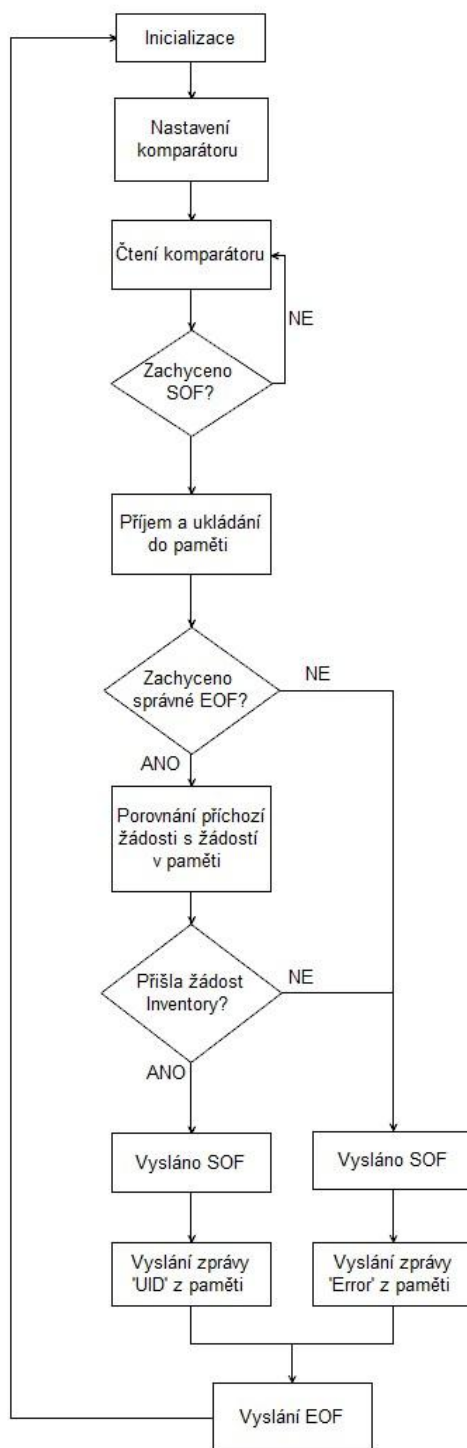 Inicializace
Nastavení
komparátoru
Čtení komparátoru
NE
Zachyceno
SOF?
Příjem a ukládání
do paměti
Zachyceno
správné EOF?
NE
ANO
Porovnání příchozí
žádosti s žádostí
v paměti
Přišla žádost
Inventory?
NE
ANO
Vysláno SOF
Vysláno SOF
Vyslání zprávy
'UID' z paměti
Vyslání zprávy
'Error' z paměti
Vyslání EOF